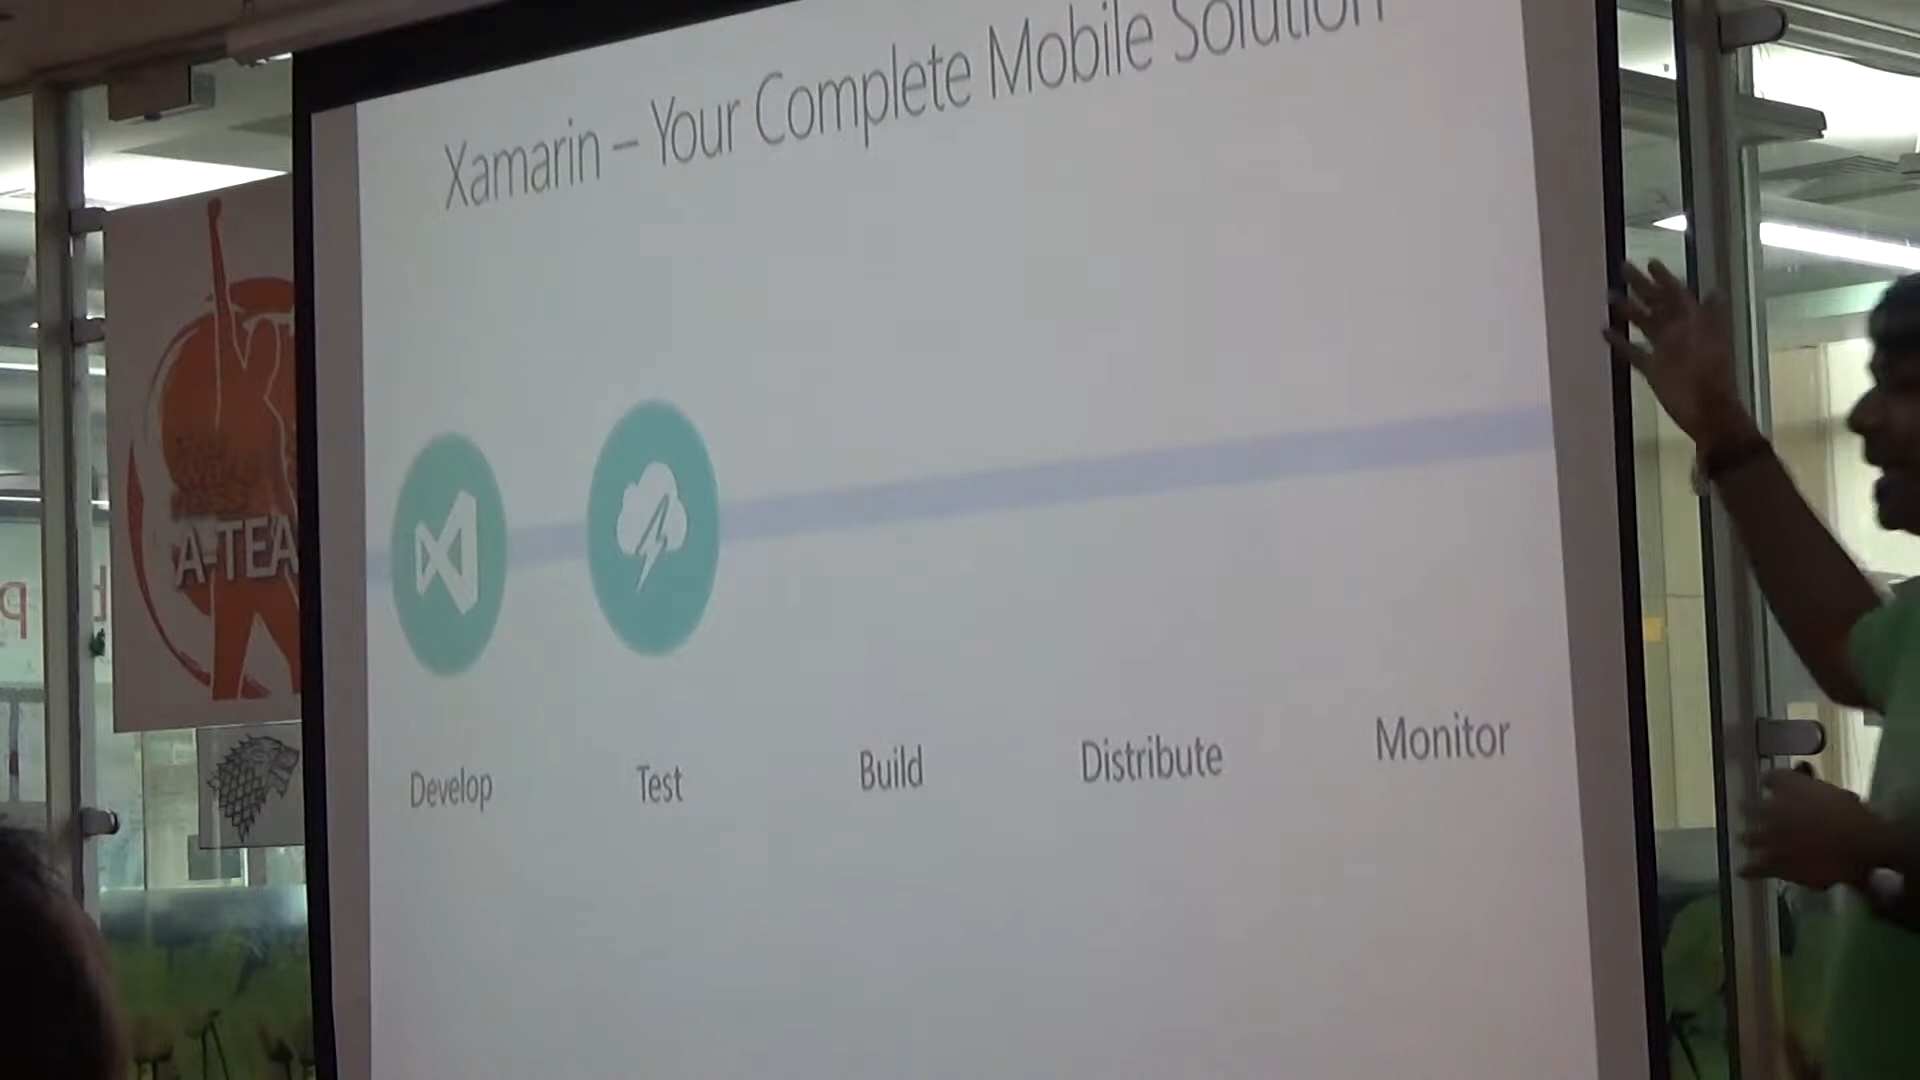 Xamarin – Your Complete Mobile Solution
A-TEA
Develop
Test
Build
Distribute
Monitor